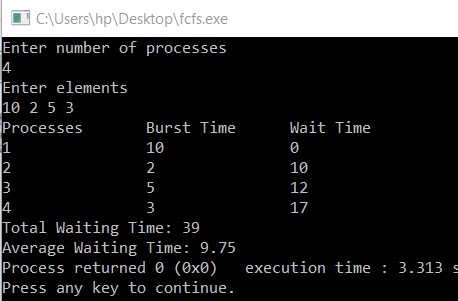 C:\Users\hp\Desktop\fcfs.exe
Enter number of processes
4
Enter elements
10 2 5 3
Processes Burst Time Wait Time
1 10 0
2 2 10
3 5 12
4 3 17
Total Waiting Time: 39
Average Waiting Time: 9.75
Process returned 0 (0x0) execution time : 3.313 s
Press any key to continue.